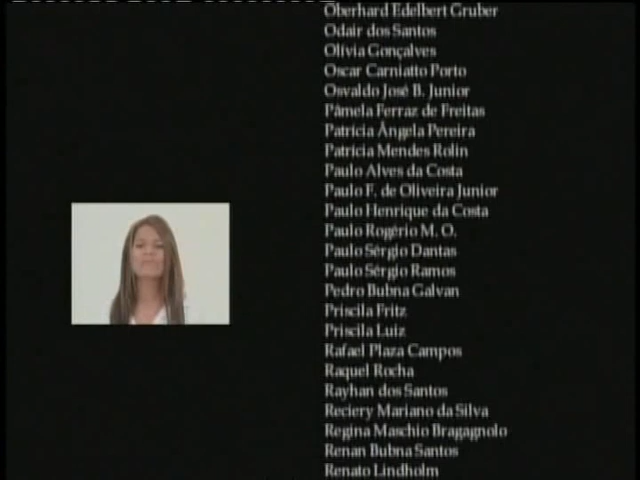 Oberhard Edelbert Gruber
Odair dos Santos
Olívia Gonçalves
Oscar Carniatto Porto
Osvaldo José B. Junior
Pâmela Ferraz de Freitas
Patrícia Ângela Pereira
Patrícia Mendes Rolin
Paulo Alves da Costa
Paulo F. de Oliveira Junior
Paulo Henrique da Costa
Paulo Rogério M. O.
Paulo Sérgio Dantas
Paulo Sérgio Ramos
Pedro Bubna Galvan
Priscila Fritz
Priscila Luiz
Rafael Plaza Campos
Raquel Rocha
Rayhan dos Santos
Reciery Mariano da Silva
Regina Maschio Bragagnolo
Renan Bubna Santos
Renato Lindholm